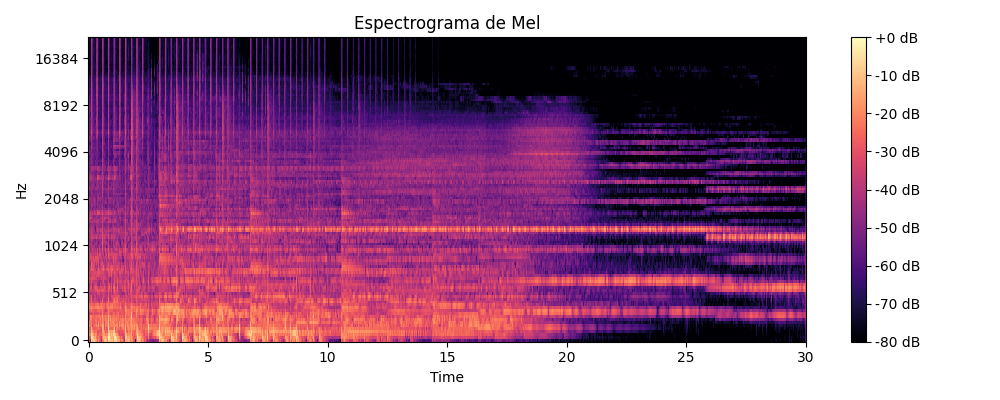 Espectrograma de Mel
Hz
16384
8192
4096
2048
1024
512
0
0 5 10 15 20 25 30
Time
+0 dB
-10 dB
-20 dB
-30 dB
-40 dB
-50 dB
-60 dB
-70 dB
-80 dB